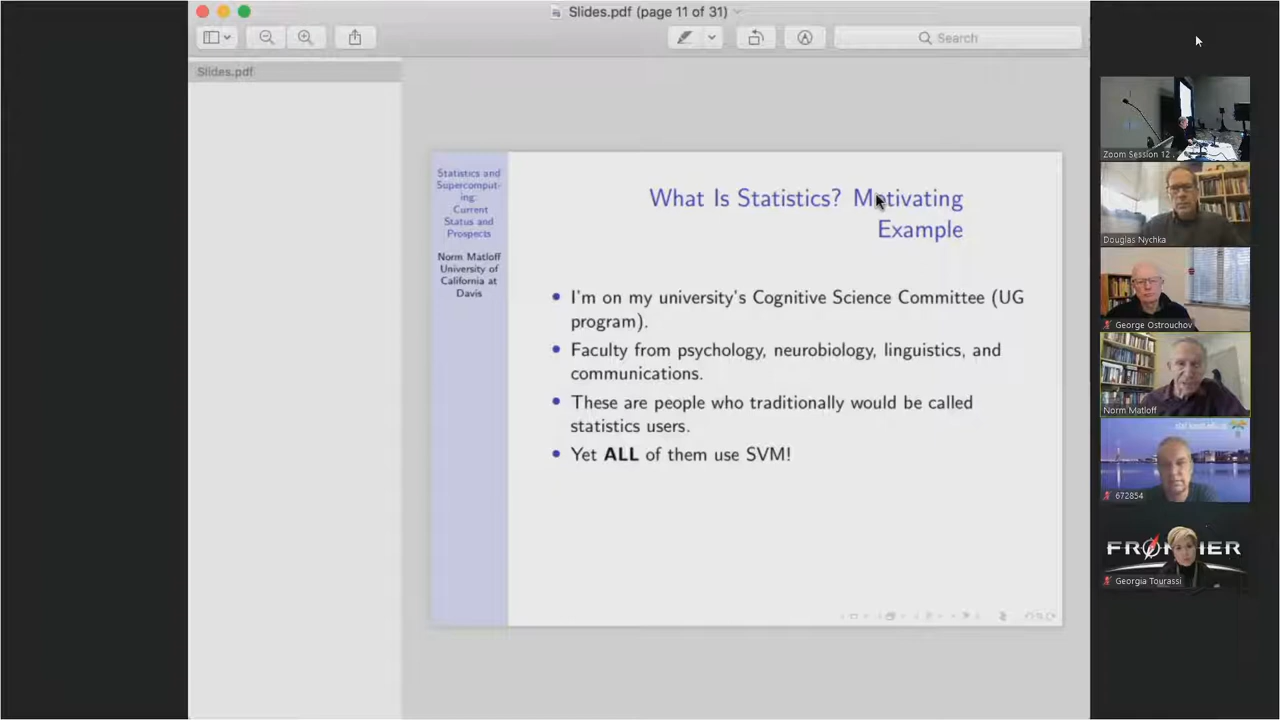 Slides.pdf (page 11 of 31)
Search
Slides.pdf
Statistics and
Supercomput-
ing:
Current
Status and
Prospects
Norm Matloff
University of
California at
Davis
What Is Statistics? Motivating
Example
• I'm on my university's Cognitive Science Committee (UG
program).
• Faculty from psychology, neurobiology, linguistics, and
communications.
• These are people who traditionally would be called
statistics users.
• Yet ALL of them use SVM!
Zoom Session 12
Douglas Nychka
George Ostrouchov
Norm Matloff
672854
FRONTIER
Georgia Tourassi